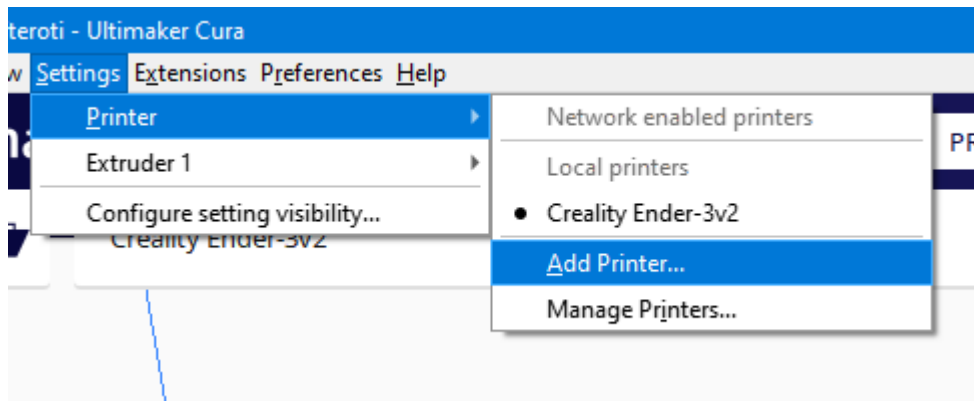 teroti - Ultimaker Cura
w Settings Extensions Preferences Help
Printer
Extruder 1
Configure setting visibility...
Creality Ender-3v2
Network enabled printers
Local printers
Creality Ender-3v2
Add Printer...
Manage Printers...
PR